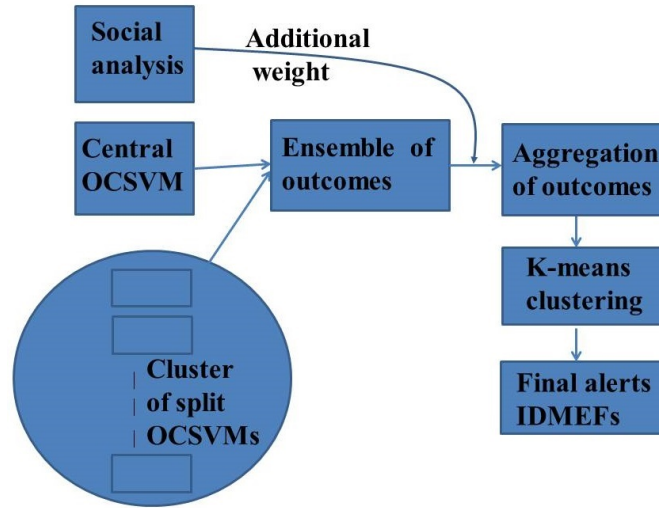 Social
analysis
Additional
weight
Central
OCSVM
Ensemble of
outcomes
Aggregation
of outcomes
K-means
clustering
Cluster
of split
OCSVMs
Final alerts
IDMEFs